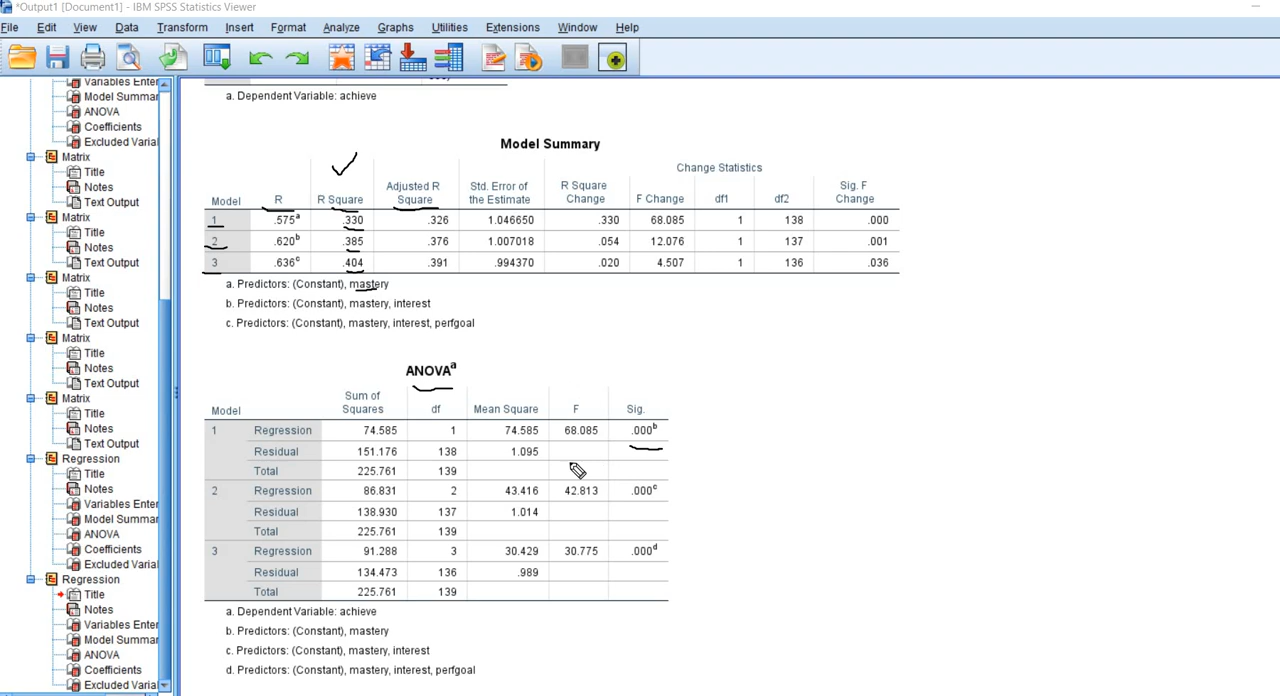 *Output1 [Document1] - IBM SPSS Statistics Viewer
File Edit View Data Transform Insert Format Analyze Graphs Utilities Extensions Window Help
Variables Enter
Model Summar
ANOVA
Coefficients
Excluded Varial
Matrix
Title
Notes
Text Output
Matrix
Title
Notes
Text Output
Matrix
Title
Notes
Text Output
Matrix
Title
Notes
Text Output
Matrix
Title
Notes
Text Output
Regression
Title
Notes
Variables Enter
Model Summar
ANOVA
Coefficients
Excluded Varia
Regression
Title
Notes
Variables Enter
Model Summar
ANOVA
Coefficients
Excluded Varia
a. Dependent Variable: achieve
Model Summary
Change Statistics
Model R R Square Adjusted R Square Std. Error of the Estimate R Square Change F Change df1 df2 Sig. F Change
1 .575a .330 .326 1.046650 .330 68.085 1 138 .000
2 .620b .385 .376 1.007018 .054 12.076 1 137 .001
3 .636c .404 .391 .994370 .020 4.507 1 136 .036
a. Predictors: (Constant), mastery
b. Predictors: (Constant), mastery, interest
c. Predictors: (Constant), mastery, interest, perfgoal
ANOVAa
Model Sum of Squares df Mean Square F Sig.
1 Regression 74.585 1 74.585 68.085 .000b
Residual 151.176 138 1.095
Total 225.761 139
2 Regression 86.831 2 43.416 42.813 .000c
Residual 138.930 137 1.014
Total 225.761 139
3 Regression 91.288 3 30.429 30.775 .000d
Residual 134.473 136 .989
Total 225.761 139
a. Dependent Variable: achieve
b. Predictors: (Constant), mastery
c. Predictors: (Constant), mastery, interest
d. Predictors: (Constant), mastery, interest, perfgoal